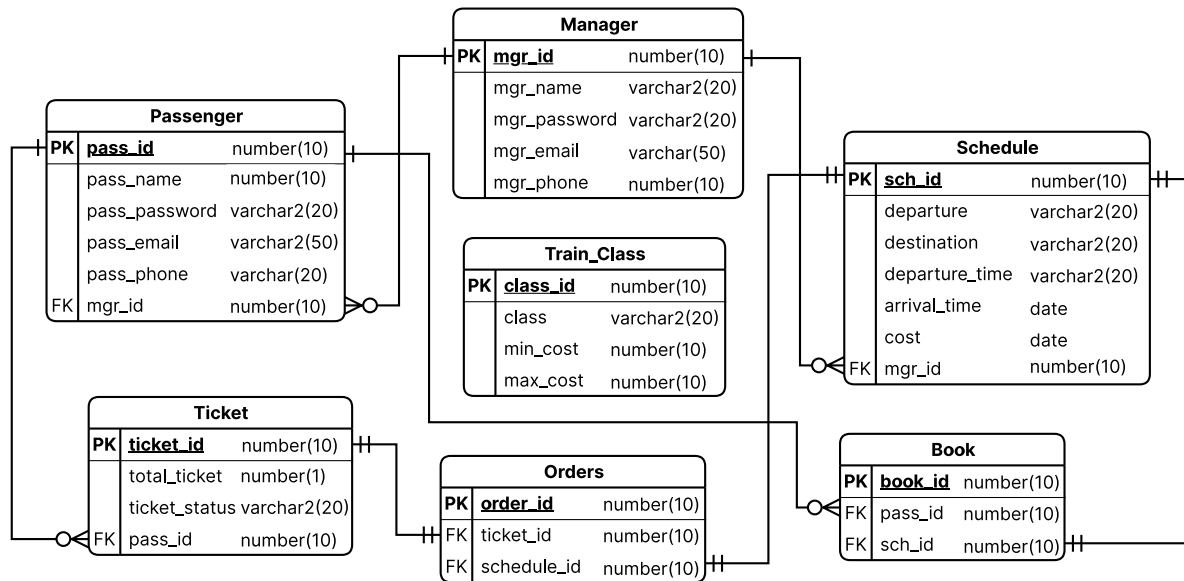 Manager
PK mgr_id number(10)
mgr_name varchar2(20)
mgr_password varchar2(20)
mgr_email varchar(50)
mgr_phone number(10)
Passenger
PK pass_id number(10)
pass_name number(10)
pass_password varchar2(20)
pass_email varchar2(50)
pass_phone varchar(20)
FK mgr_id number(10)
Schedule
PK sch_id number(10)
departure varchar2(20)
destination varchar2(20)
departure_time varchar2(20)
arrival_time date
cost date
FK mgr_id number(10)
Train_Class
PK class_id number(10)
class varchar2(20)
min_cost number(10)
max_cost number(10)
Ticket
PK ticket_id number(10)
total_ticket number(1)
ticket_status varchar2(20)
FK pass_id number(10)
Orders
PK order_id number(10)
FK ticket_id number(10)
FK schedule_id number(10)
Book
PK book_id number(10)
FK pass_id number(10)
FK sch_id number(10)